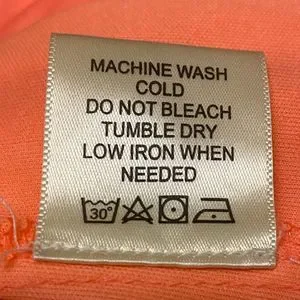 MACHINE WASH
COLD
DO NOT BLEACH
TUMBLE DRY
LOW IRON WHEN
NEEDED
30°